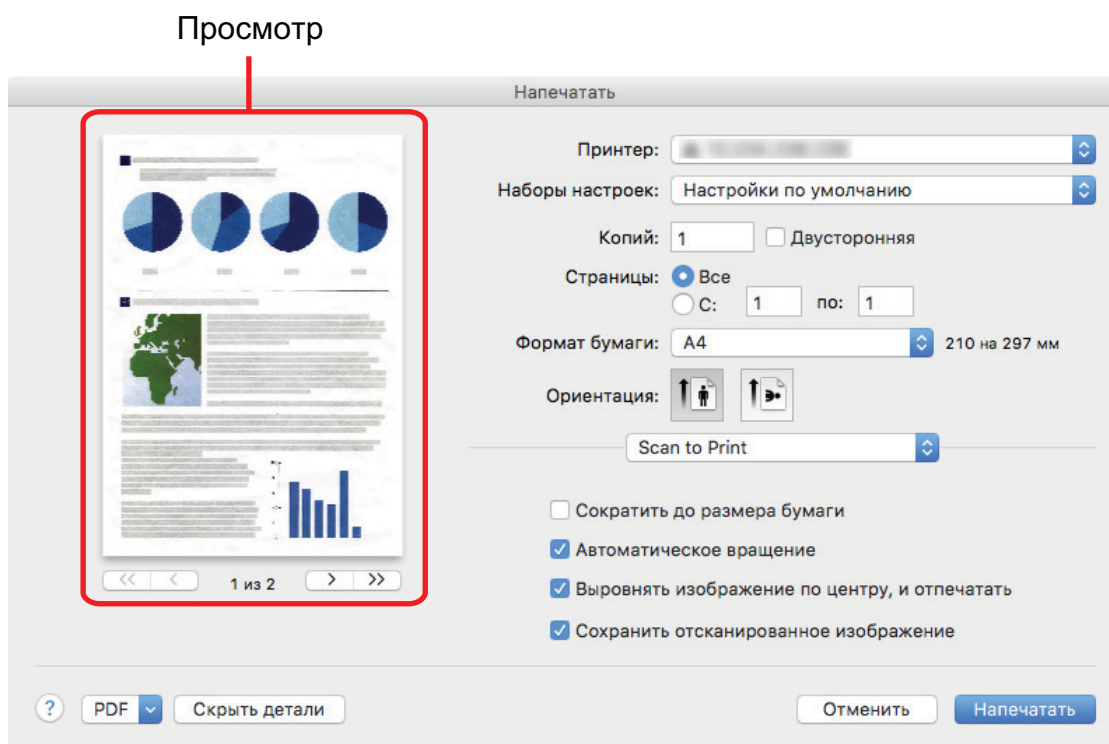 Просмотр
Напечатать
Принтер:
Наборы настроек: Настройки по умолчанию
Копий: 1 Двусторонняя
Страницы: Все
С: 1 по: 1
Формат бумаги: A4 210 на 297 мм
Ориентация:
Scan to Print
Сократить до размера бумаги
Автоматическое вращение
Выровнять изображение по центру, и отпечатать
Сохранить отсканированное изображение
<< < 1 из 2 > >>
? PDF Скрыть детали Отменить Напечатать